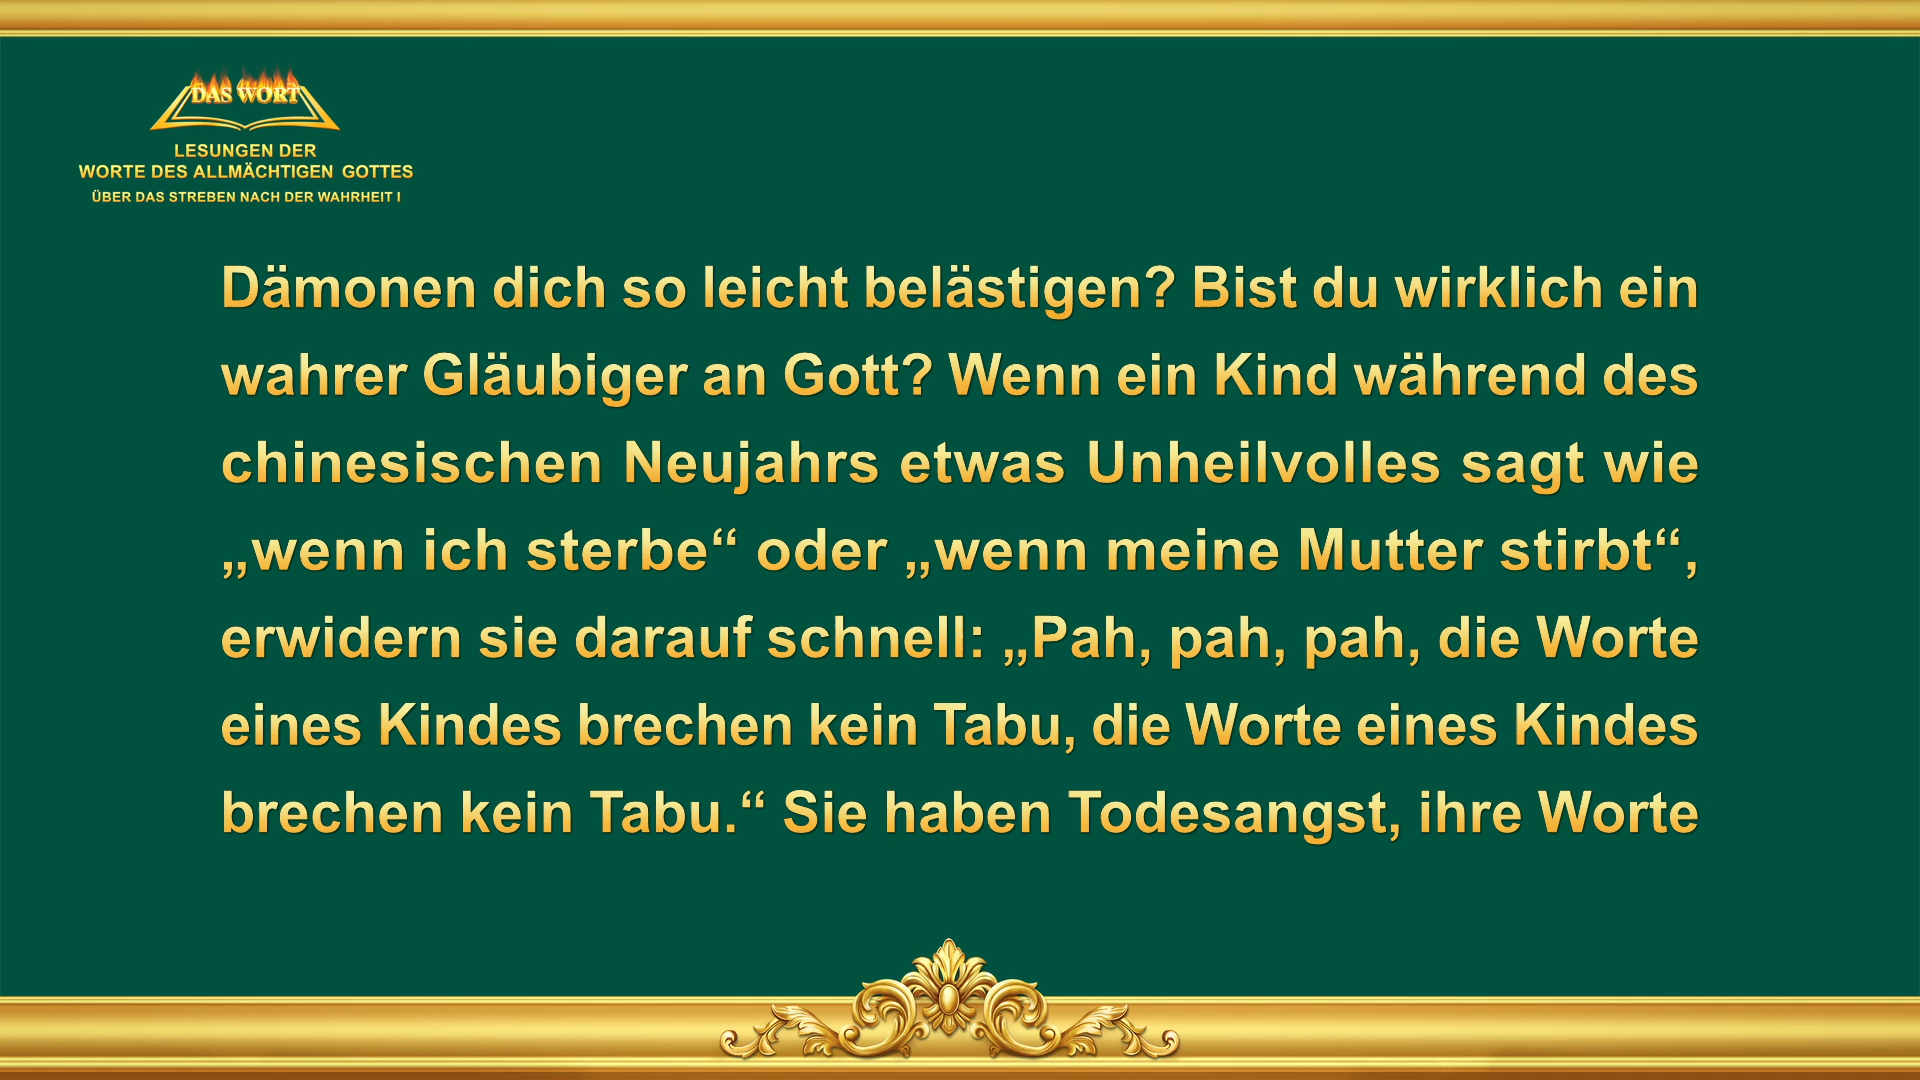 DAS WORT
LESUNGEN DER
WORTE DES ALLMÄCHTIGEN GOTTES
ÜBER DAS STREBEN NACH DER WAHRHEIT I
Dämonen dich so leicht belästigen? Bist du wirklich ein
wahrer Gläubiger an Gott? Wenn ein Kind während des
chinesischen Neujahrs etwas Unheilvolles sagt wie
„wenn ich sterbe“ oder „wenn meine Mutter stirbt“,
erwidern sie darauf schnell: „Pah, pah, pah, die Worte
eines Kindes brechen kein Tabu, die Worte eines Kindes
brechen kein Tabu.“ Sie haben Todesangst, ihre Worte